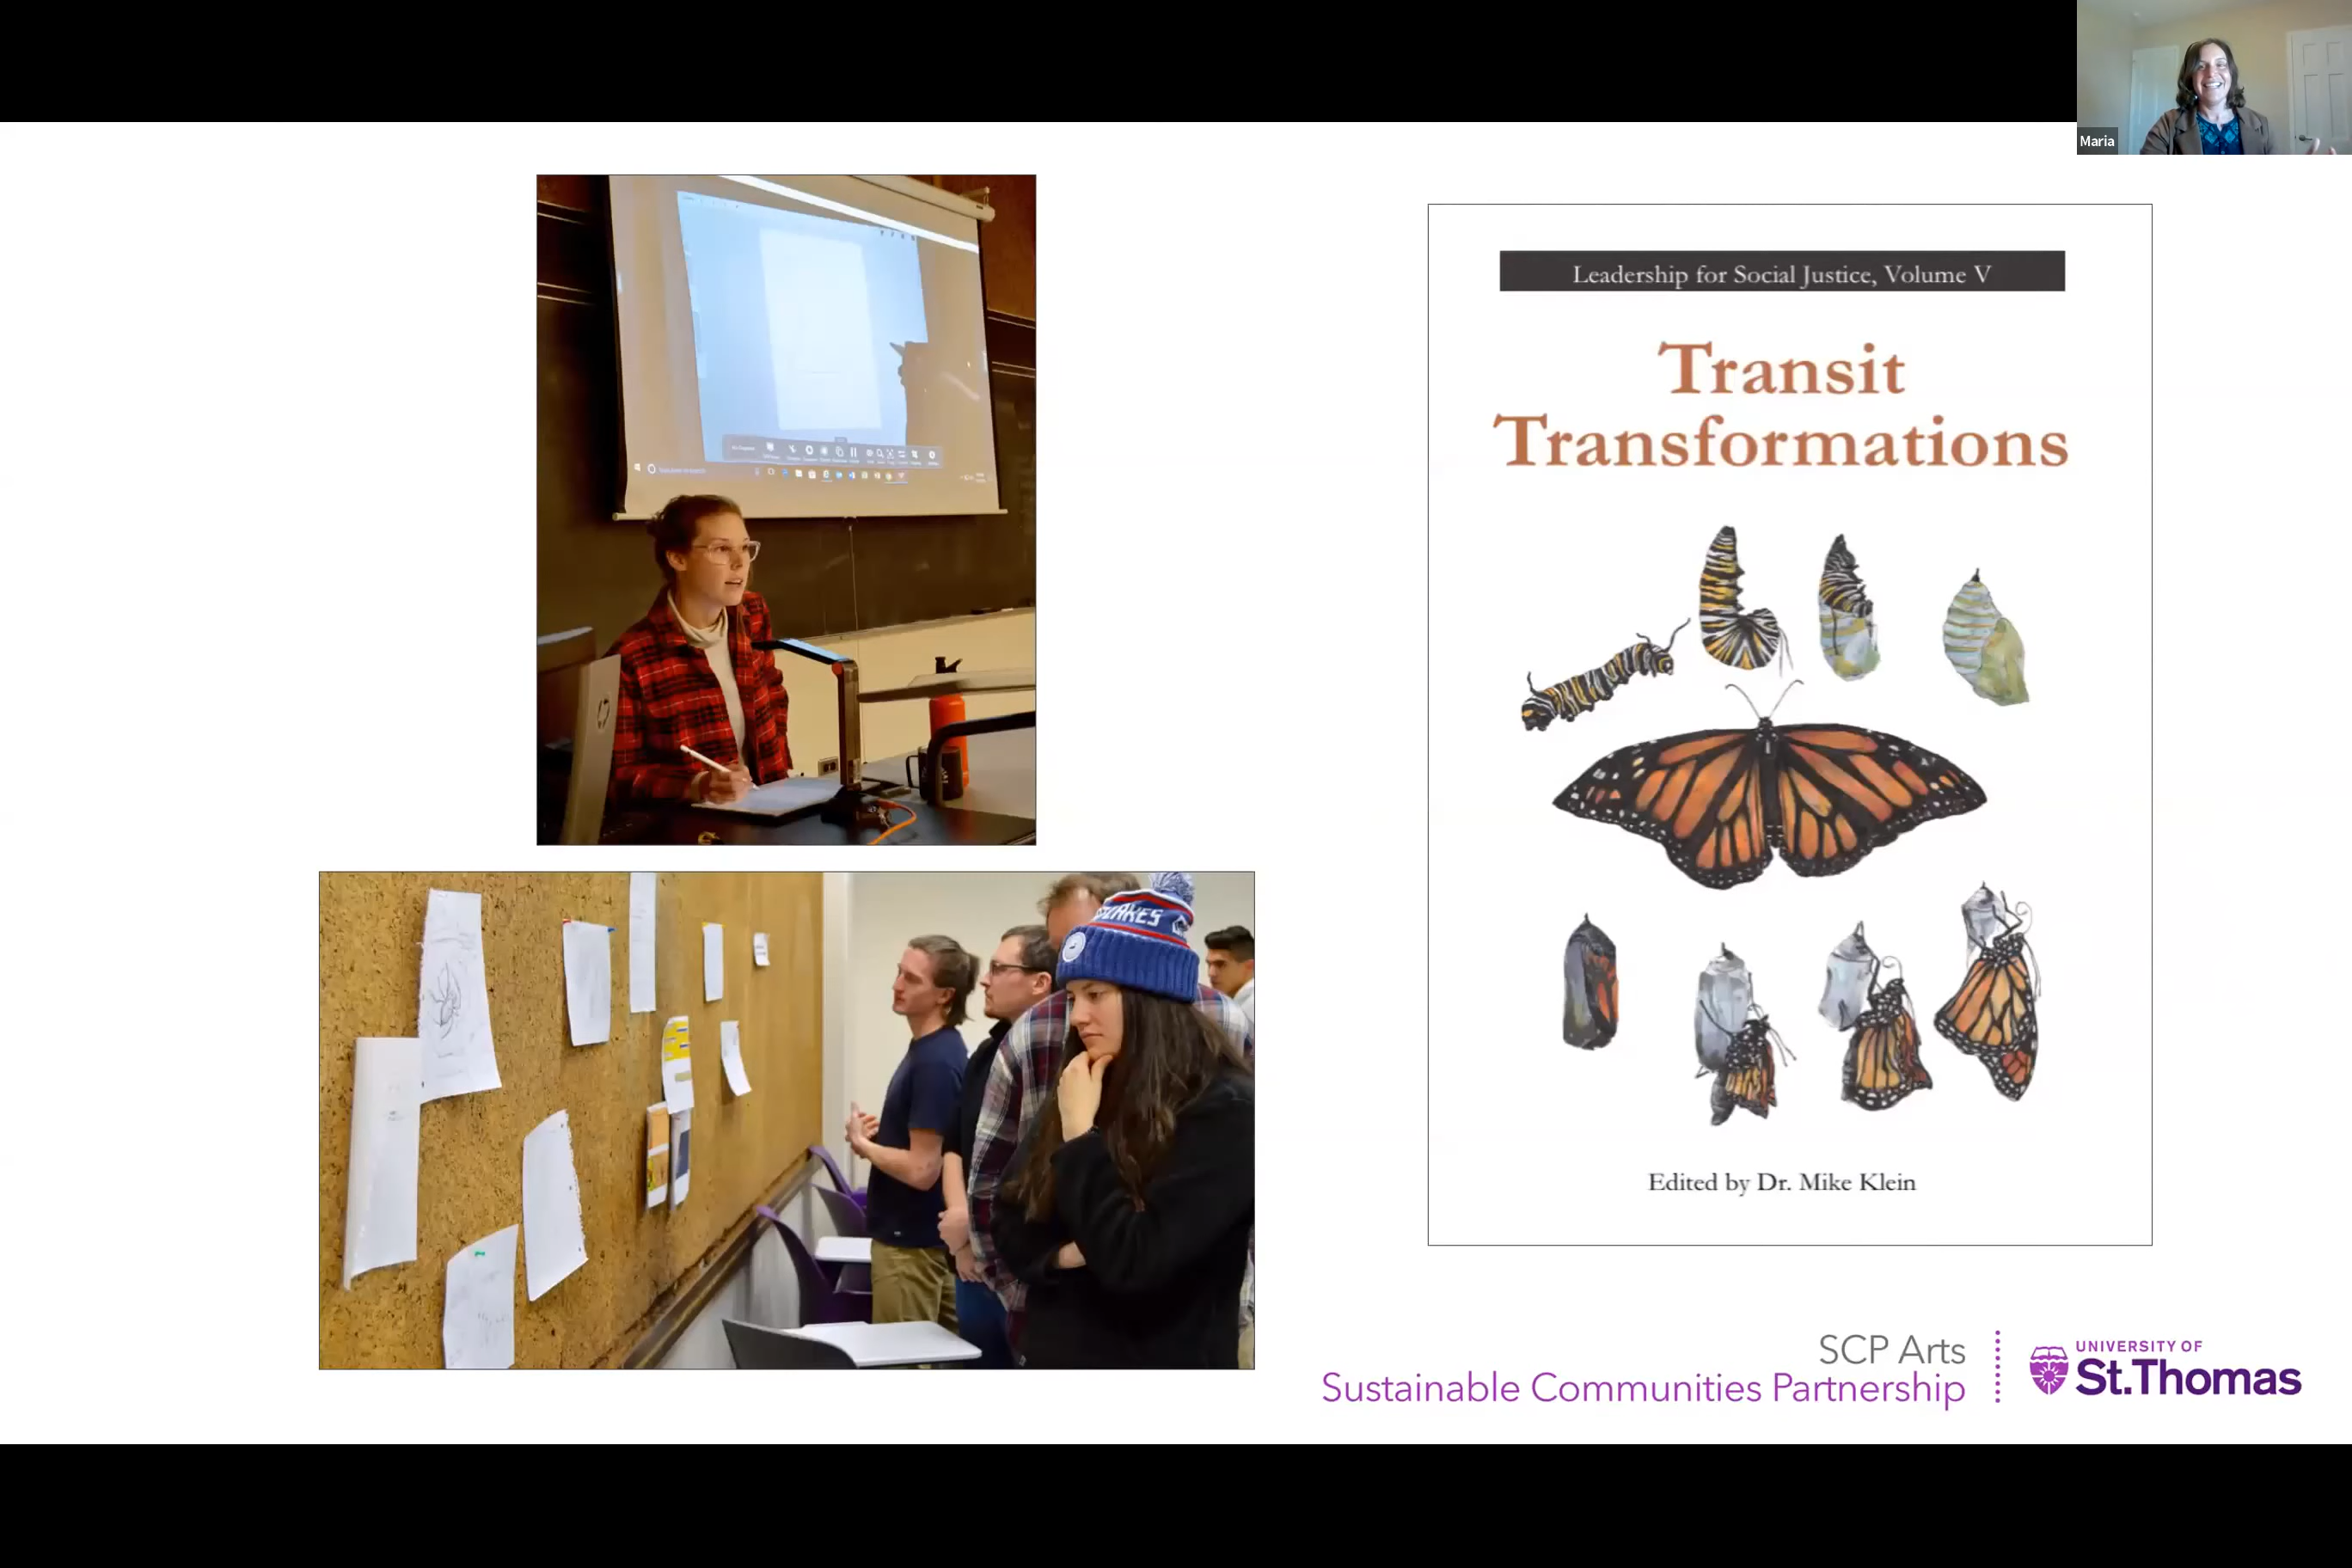 Maria
Leadership for Social Justice, Volume V
Transit
Transformations
Edited by Dr. Mike Klein
SCP Arts
Sustainable Communities Partnership
UNIVERSITY OF
St.Thomas